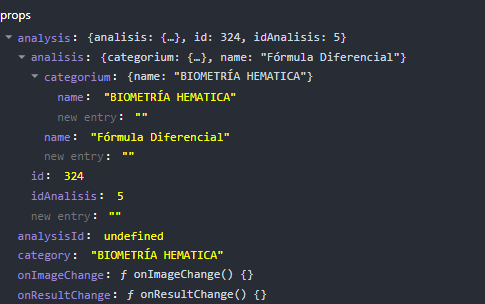 props
analysis: {analisis: {…}, id: 324, idAnalisis: 5}
analisis: {categorium: {…}, name: "Fórmula Diferencial"}
categorium: {name: "BIOMETRÍA HEMATICA"}
name: "BIOMETRÍA HEMATICA"
new entry: ""
name: "Fórmula Diferencial"
new entry: ""
id: 324
idAnalisis: 5
new entry: ""
analysisId: undefined
category: "BIOMETRÍA HEMATICA"
onImageChange: ƒ onImageChange() {}
onResultChange: ƒ onResultChange() {}